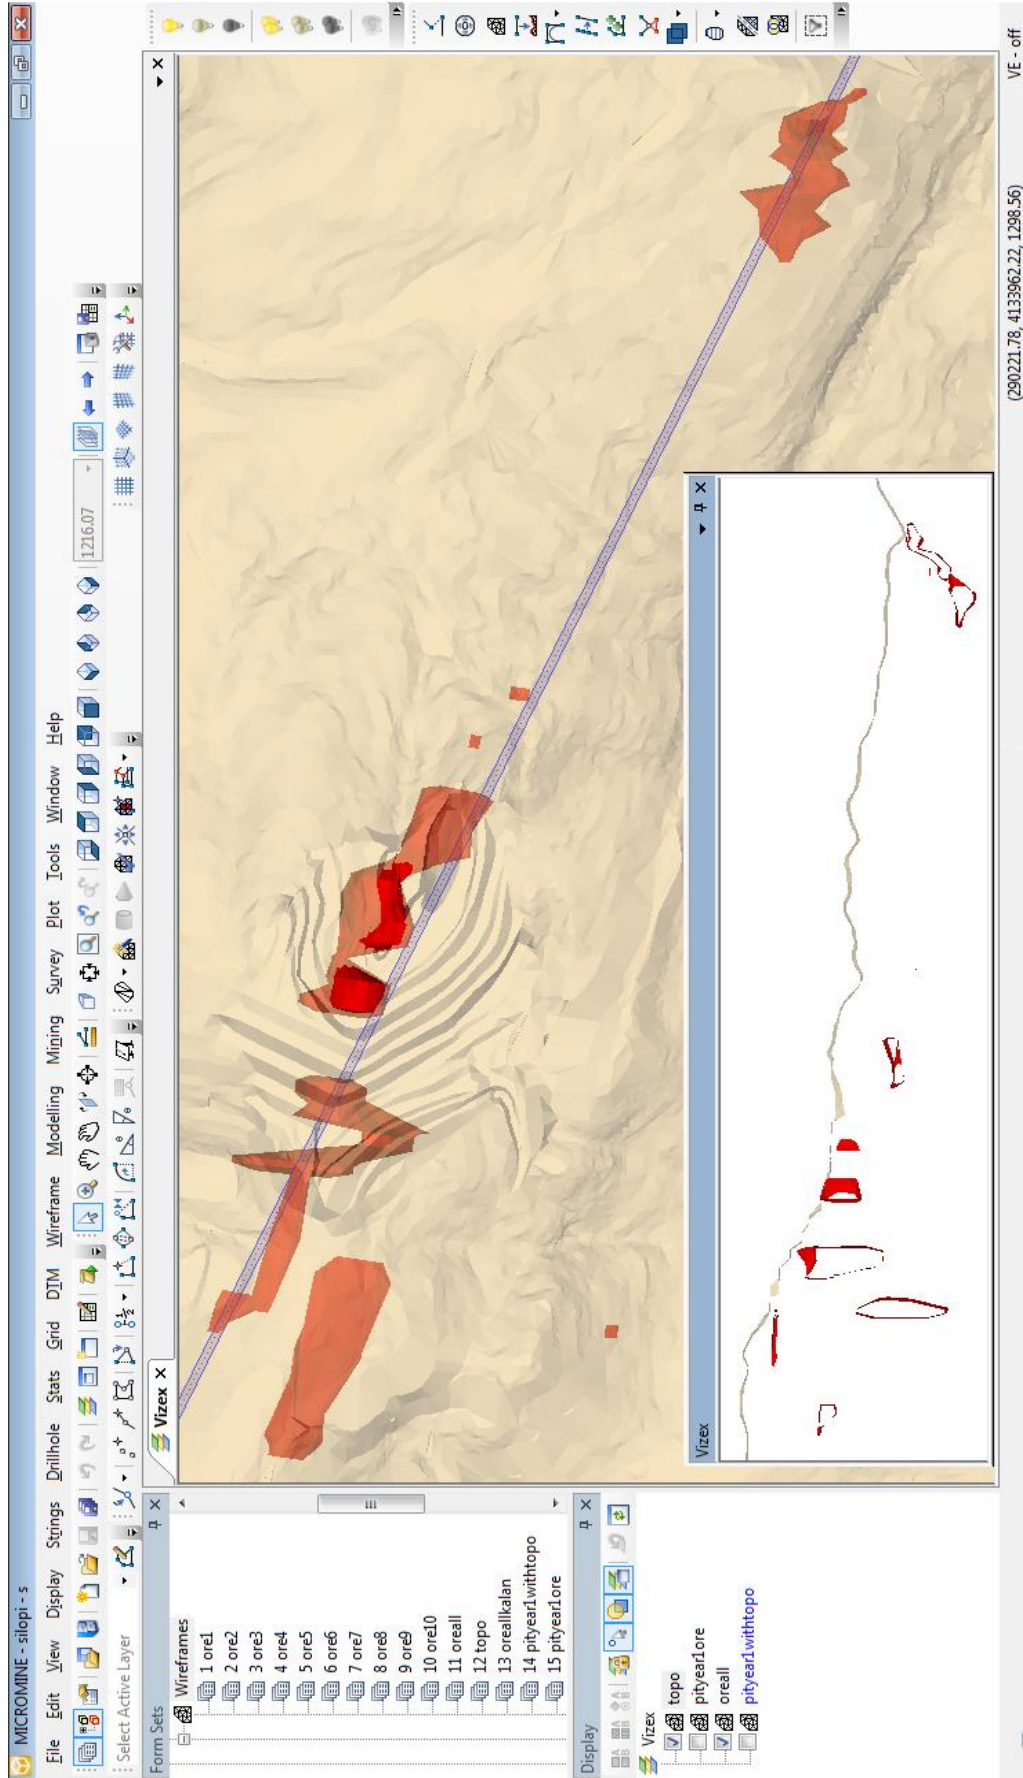 MICROMINE - silopi - s
File Edit View Display Strings Drillhole Stats Grid DTM Wireframe Modelling Mining Survey Plot Tools Window Help
1216.07
Select Active Layer
Form Sets
Wireframes
1 ore1
2 ore2
3 ore3
4 ore4
5 ore5
6 ore6
7 ore7
8 ore8
9 ore9
10 ore10
11 oreall
12 topo
13 oreallkalan
14 pityear1withtopo
15 pityear1ore
Display
Vizex
topo
pityear1ore
oreall
pityear1withtopo
Vizex
Vizex
(290221.78, 4133962.22, 1298.56)
VE - off